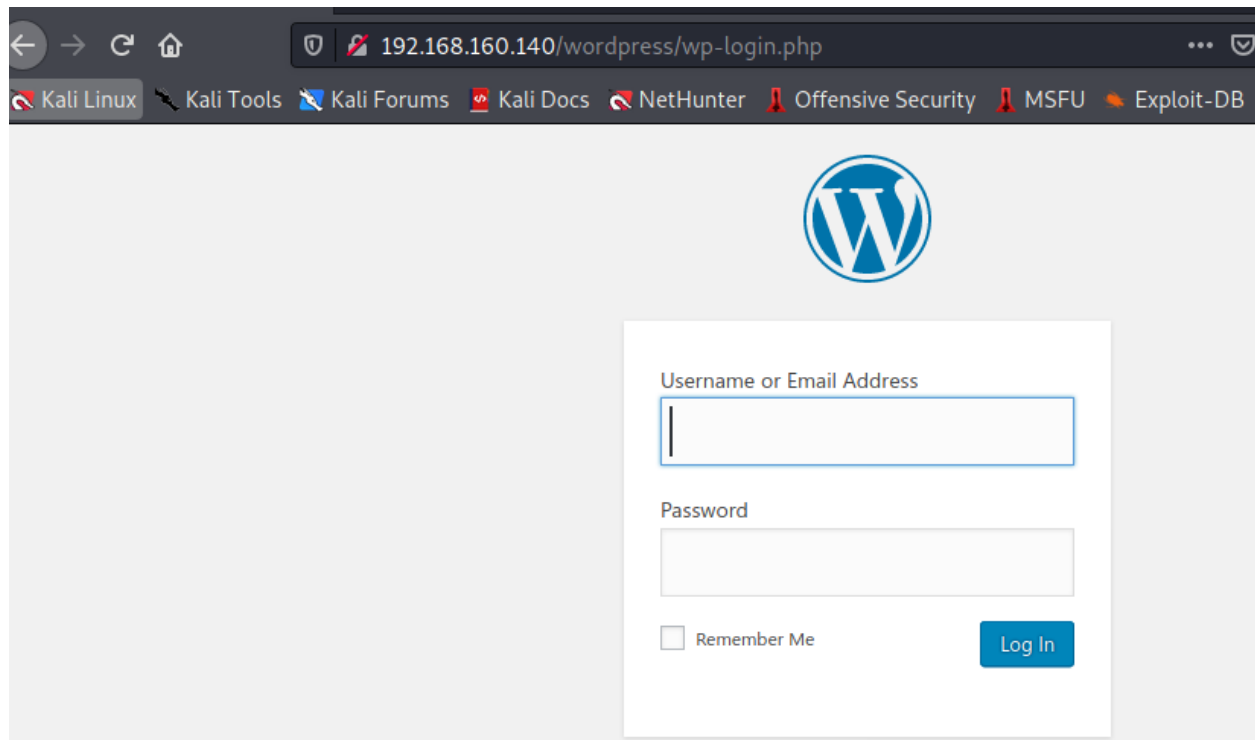 192.168.160.140/wordpress/wp-login.php
Kali Linux Kali Tools Kali Forums Kali Docs NetHunter Offensive Security MSFU Exploit-DB
Username or Email Address
Password
Remember Me Log In